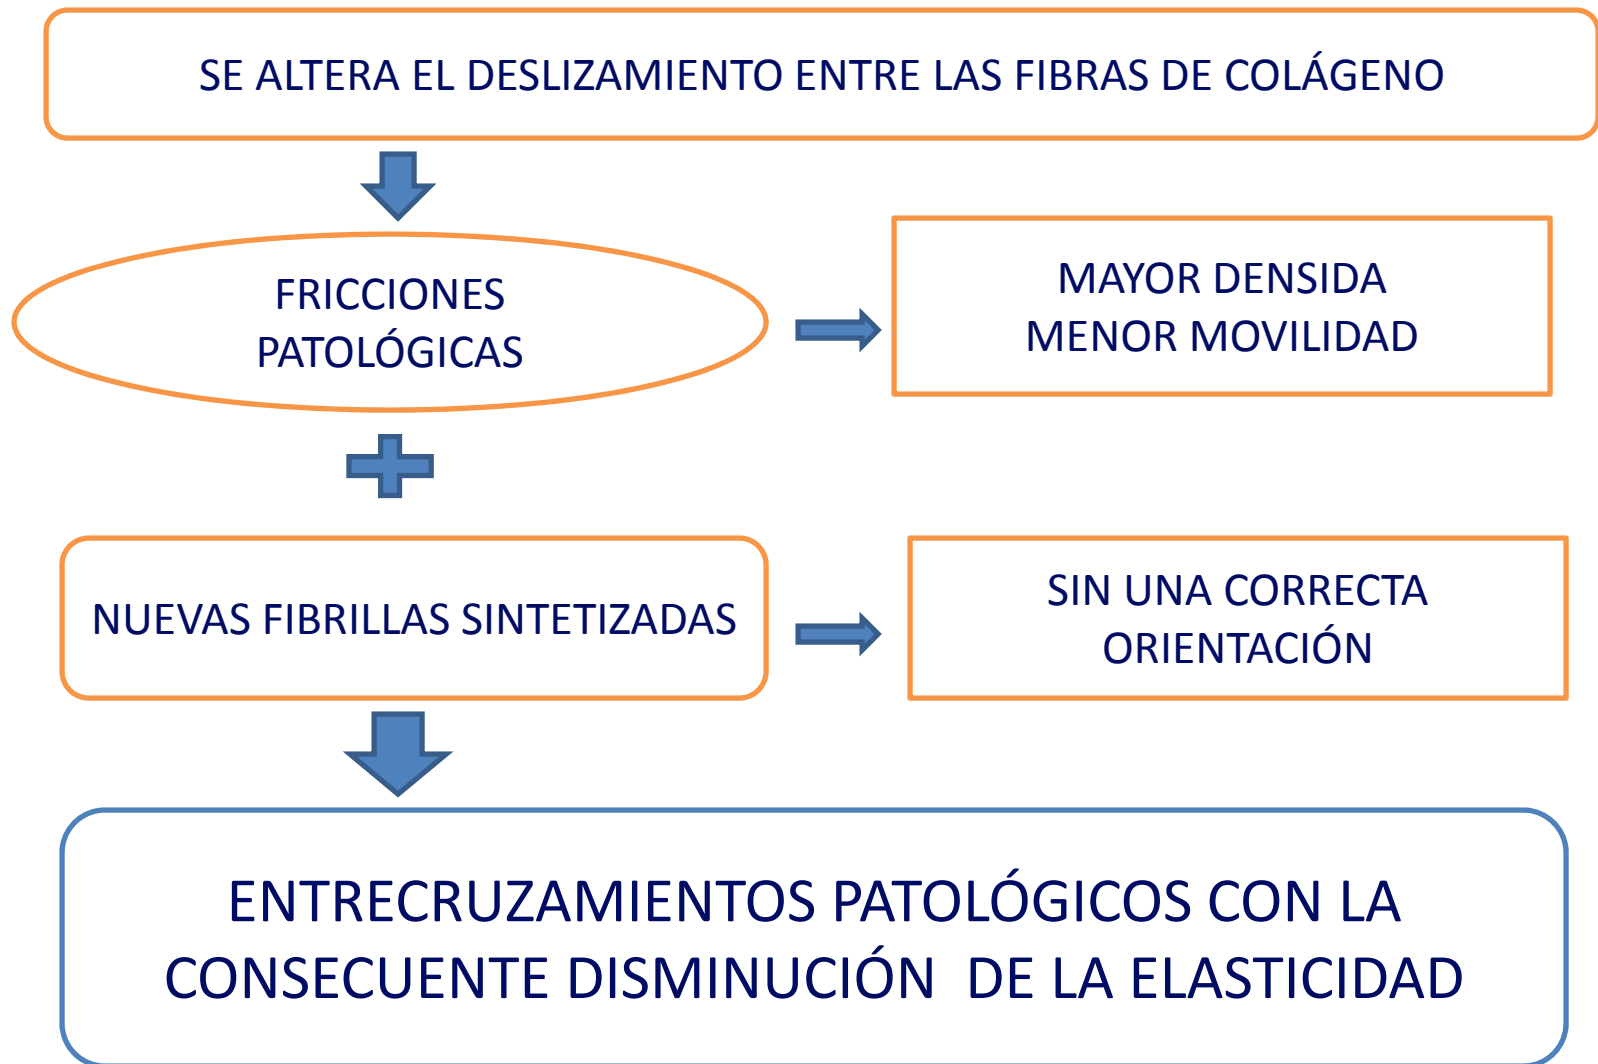 SE ALTERA EL DESLIZAMIENTO ENTRE LAS FIBRAS DE COLÁGENO
FRICCIONES
PATOLÓGICAS
MAYOR DENSIDA
MENOR MOVILIDAD
NUEVAS FIBRILLAS SINTETIZADAS
SIN UNA CORRECTA
ORIENTACIÓN
ENTRECRUZAMIENTOS PATOLÓGICOS CON LA
CONSECUENTE DISMINUCIÓN  DE LA ELASTICIDAD